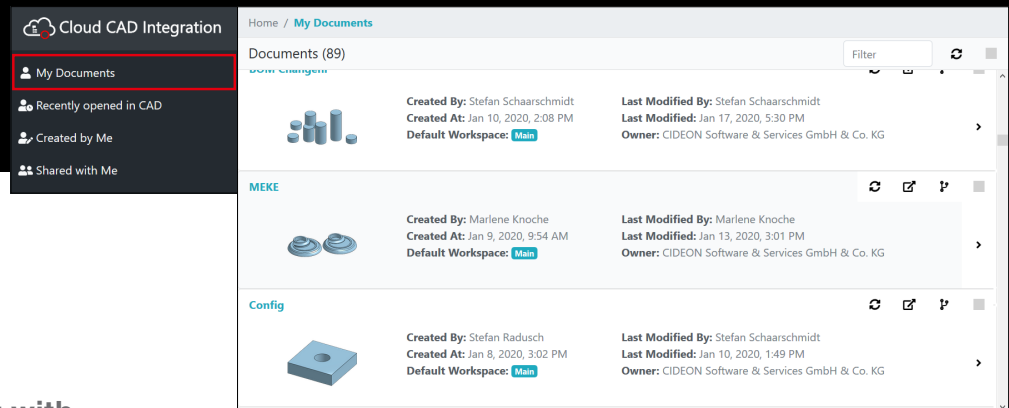 Cloud CAD Integration
My Documents
Recently opened in CAD
Created by Me
Shared with Me
Home / My Documents
Documents (89)
Filter
Created By: Stefan Schaarschmidt
Last Modified By: Stefan Schaarschmidt
Created At: Jan 10, 2020, 2:08 PM
Last Modified: Jan 17, 2020, 5:30 PM
Default Workspace: Main
Owner: CIDEON Software & Services GmbH & Co. KG
MEKE
Created By: Marlene Knoche
Last Modified By: Marlene Knoche
Created At: Jan 9, 2020, 9:54 AM
Last Modified: Jan 13, 2020, 3:01 PM
Default Workspace: Main
Owner: CIDEON Software & Services GmbH & Co. KG
Config
Created By: Stefan Radusch
Last Modified By: Stefan Schaarschmidt
Created At: Jan 8, 2020, 3:02 PM
Last Modified: Jan 10, 2020, 1:49 PM
Default Workspace: Main
Owner: CIDEON Software & Services GmbH & Co. KG